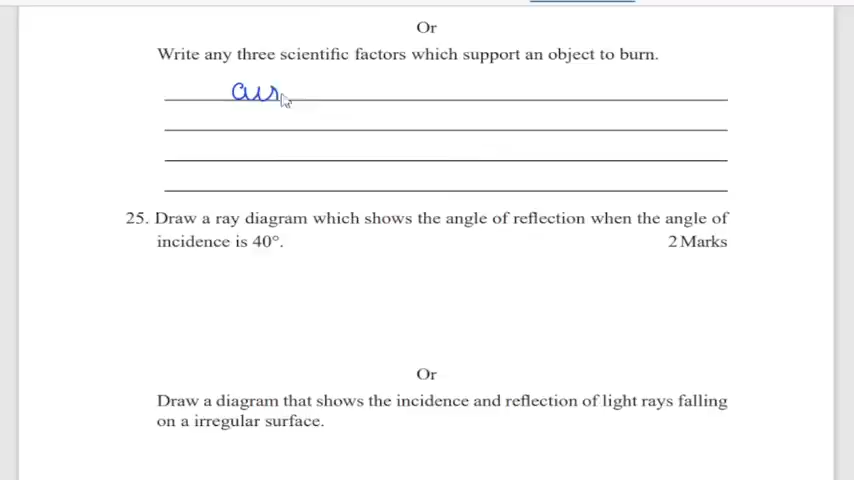 Or
Write any three scientific factors which support an object to burn.
air
25. Draw a ray diagram which shows the angle of reflection when the angle of
incidence is 40°. 2 Marks
Or
Draw a diagram that shows the incidence and reflection of light rays falling
on a irregular surface.